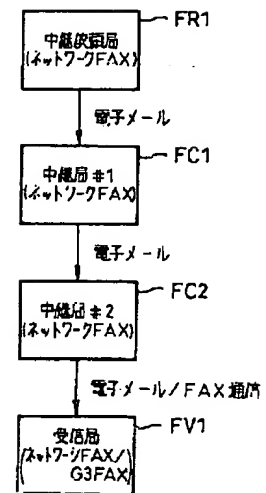 中継依頼局
(ネットワークFAX)
FR1
電子メール
中継局#1
(ネットワークFAX)
FC1
電子メール
中継局#2
(ネットワークFAX)
FC2
電子メール/FAX通信
受信局
(ネットワークFAX/
G3FAX)
FV1